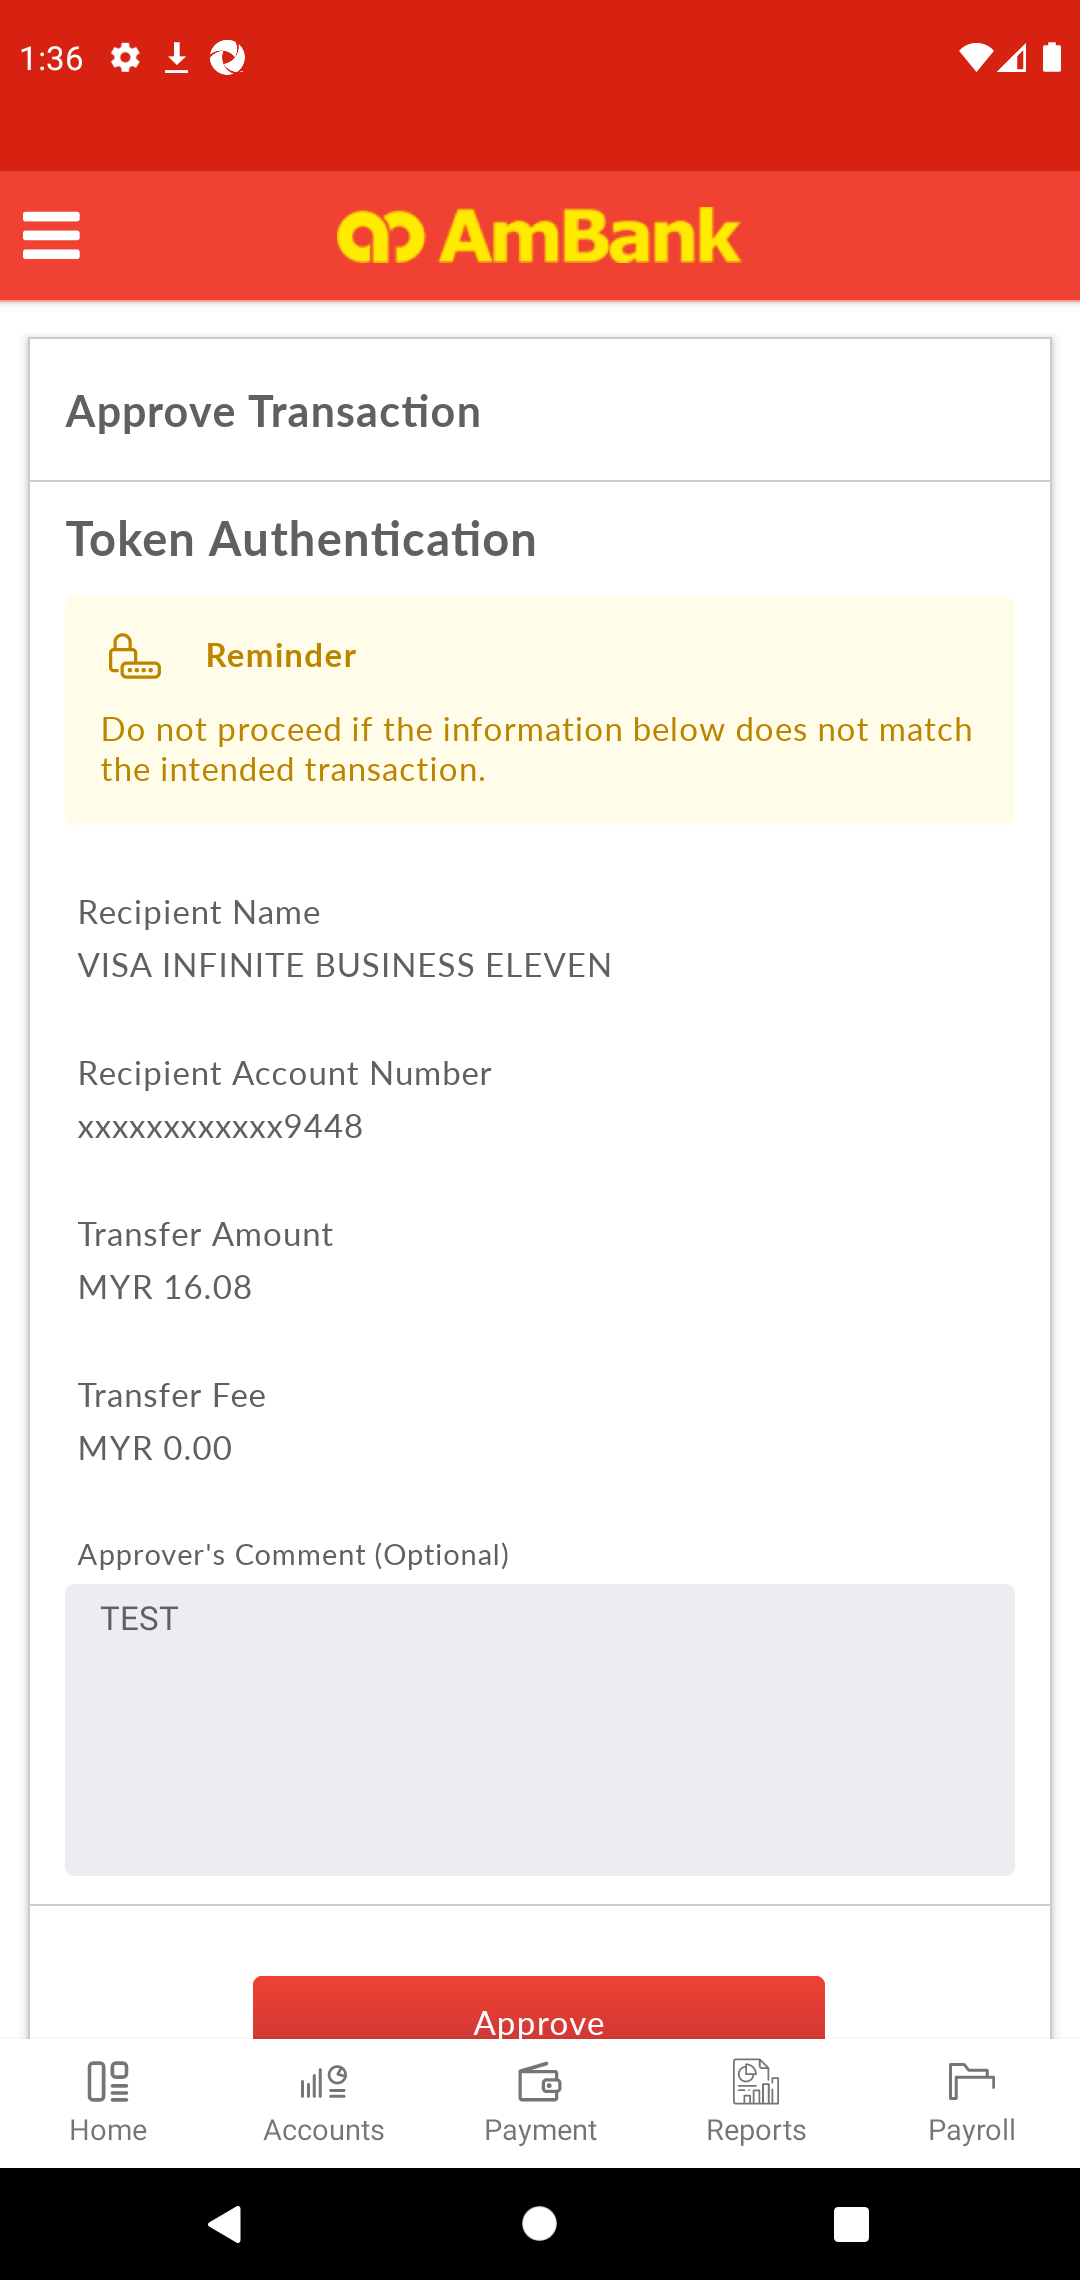 1:36
AmBank
Approve Transaction
Token Authentication
Reminder
Do not proceed if the information below does not match
the intended transaction.
Recipient Name
VISA INFINITE BUSINESS ELEVEN
Recipient Account Number
xxxxxxxxxxxx9448
Transfer Amount
MYR 16.08
Transfer Fee
MYR 0.00
Approver's Comment (Optional)
TEST
Approve
Home
Accounts
Payment
Reports
Payroll